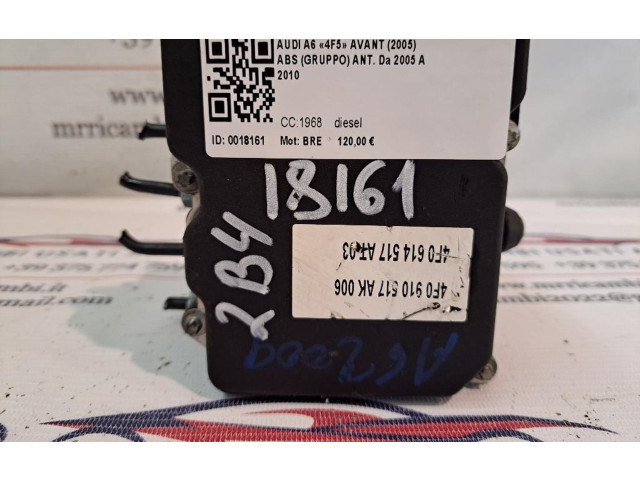 AUDI A6 «4F5» AVANT (2005)
ABS (GRUPPO) ANT. Da 2005 A
2010
CC:1968 diesel
ID: 0018161 Mot: BRE 120,00 €
18161
2B4
4F0 910 517 AK 006
4F0 614 517 AT 03
A6 2009
mrricambi